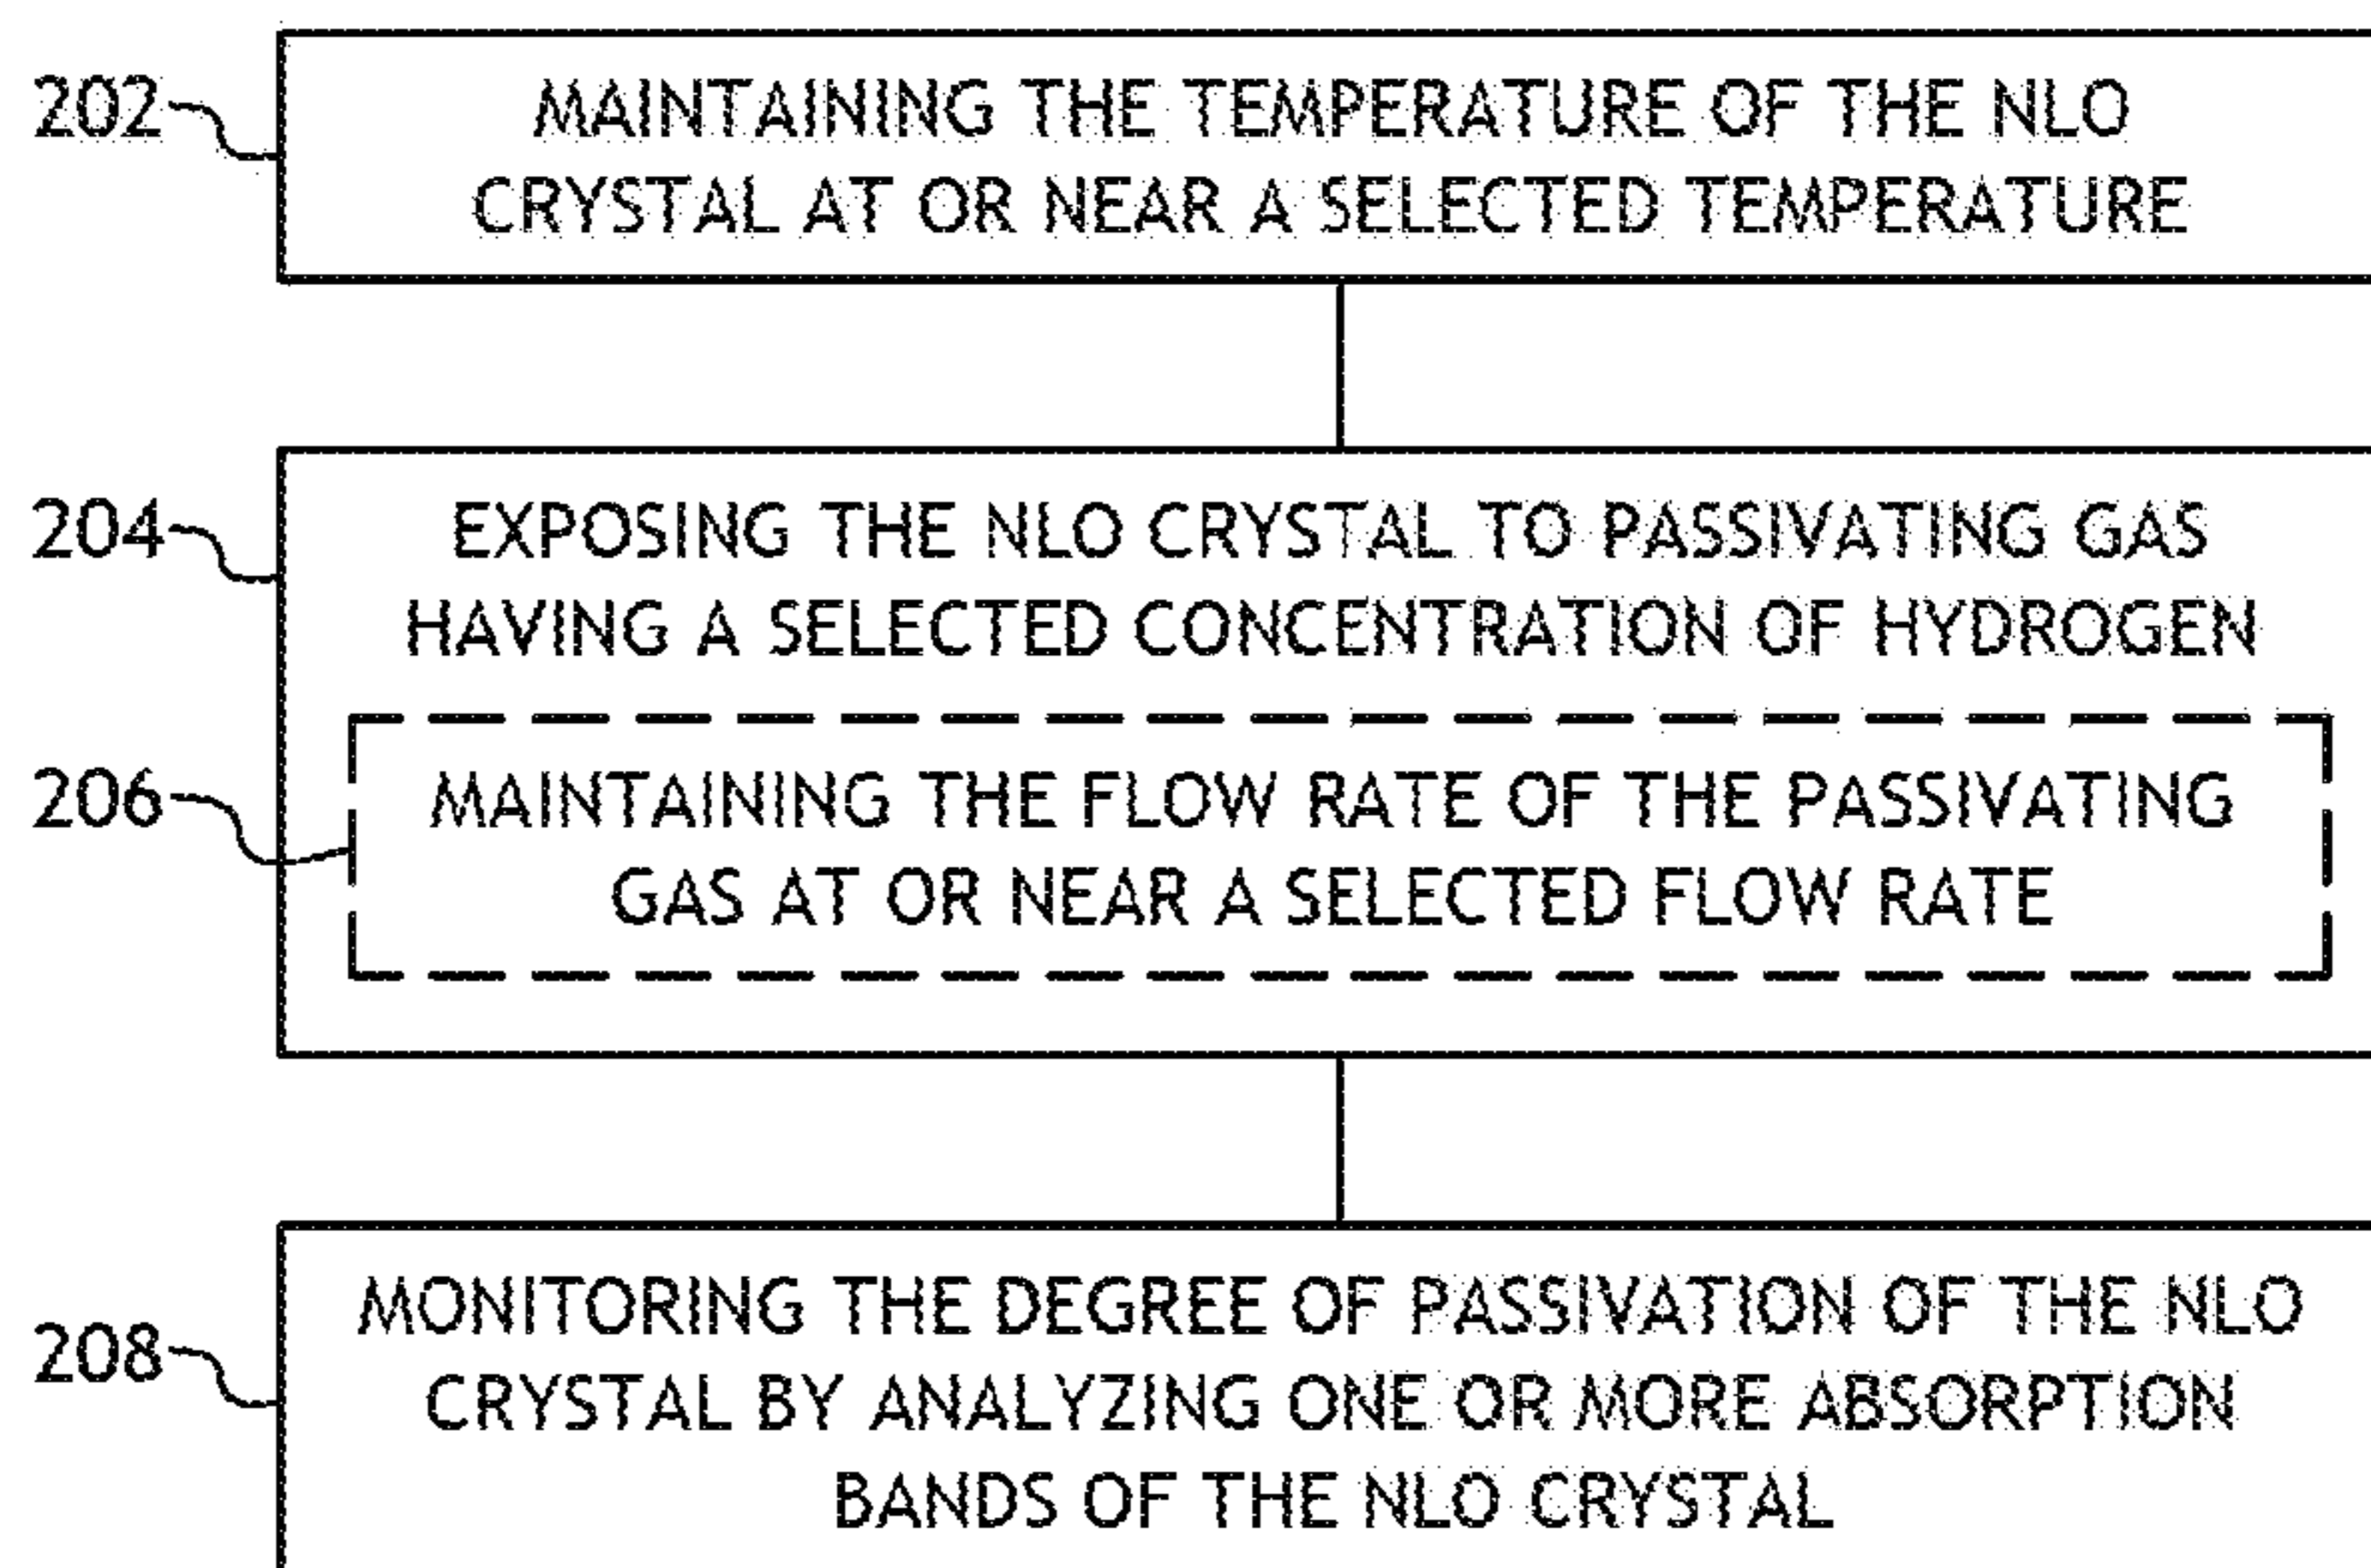 202
MAINTAINING THE TEMPERATURE OF THE NLO
CRYSTAL AT OR NEAR A SELECTED TEMPERATURE
204
EXPOSING THE NLO CRYSTAL TO PASSIVATING GAS
HAVING A SELECTED CONCENTRATION OF HYDROGEN
206
MAINTAINING THE FLOW RATE OF THE PASSIVATING
GAS AT OR NEAR A SELECTED FLOW RATE
208
MONITORING THE DEGREE OF PASSIVATION OF THE NLO
CRYSTAL BY ANALYZING ONE OR MORE ABSORPTION
BANDS OF THE NLO CRYSTAL